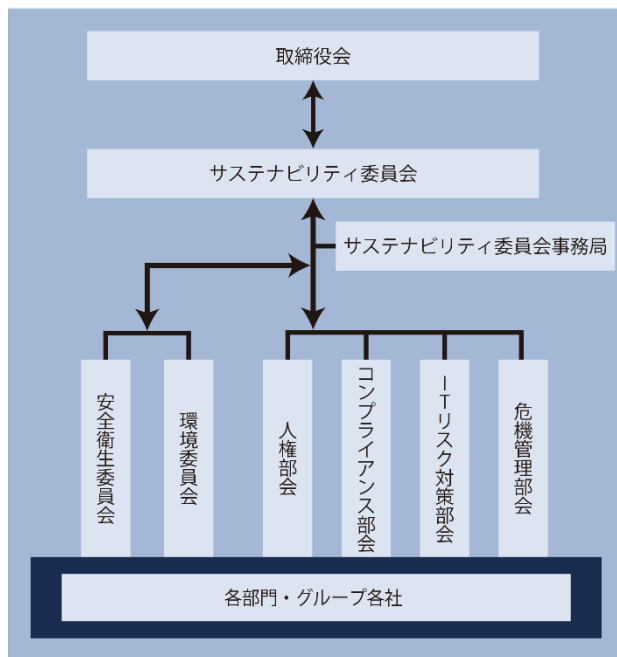 取締役会
サステナビリティ委員会
サステナビリティ委員会事務局
安全衛生委員会
環境委員会
人権部会
コンプライアンス部会
ITリスク対策部会
危機管理部会
各部門・グループ各社